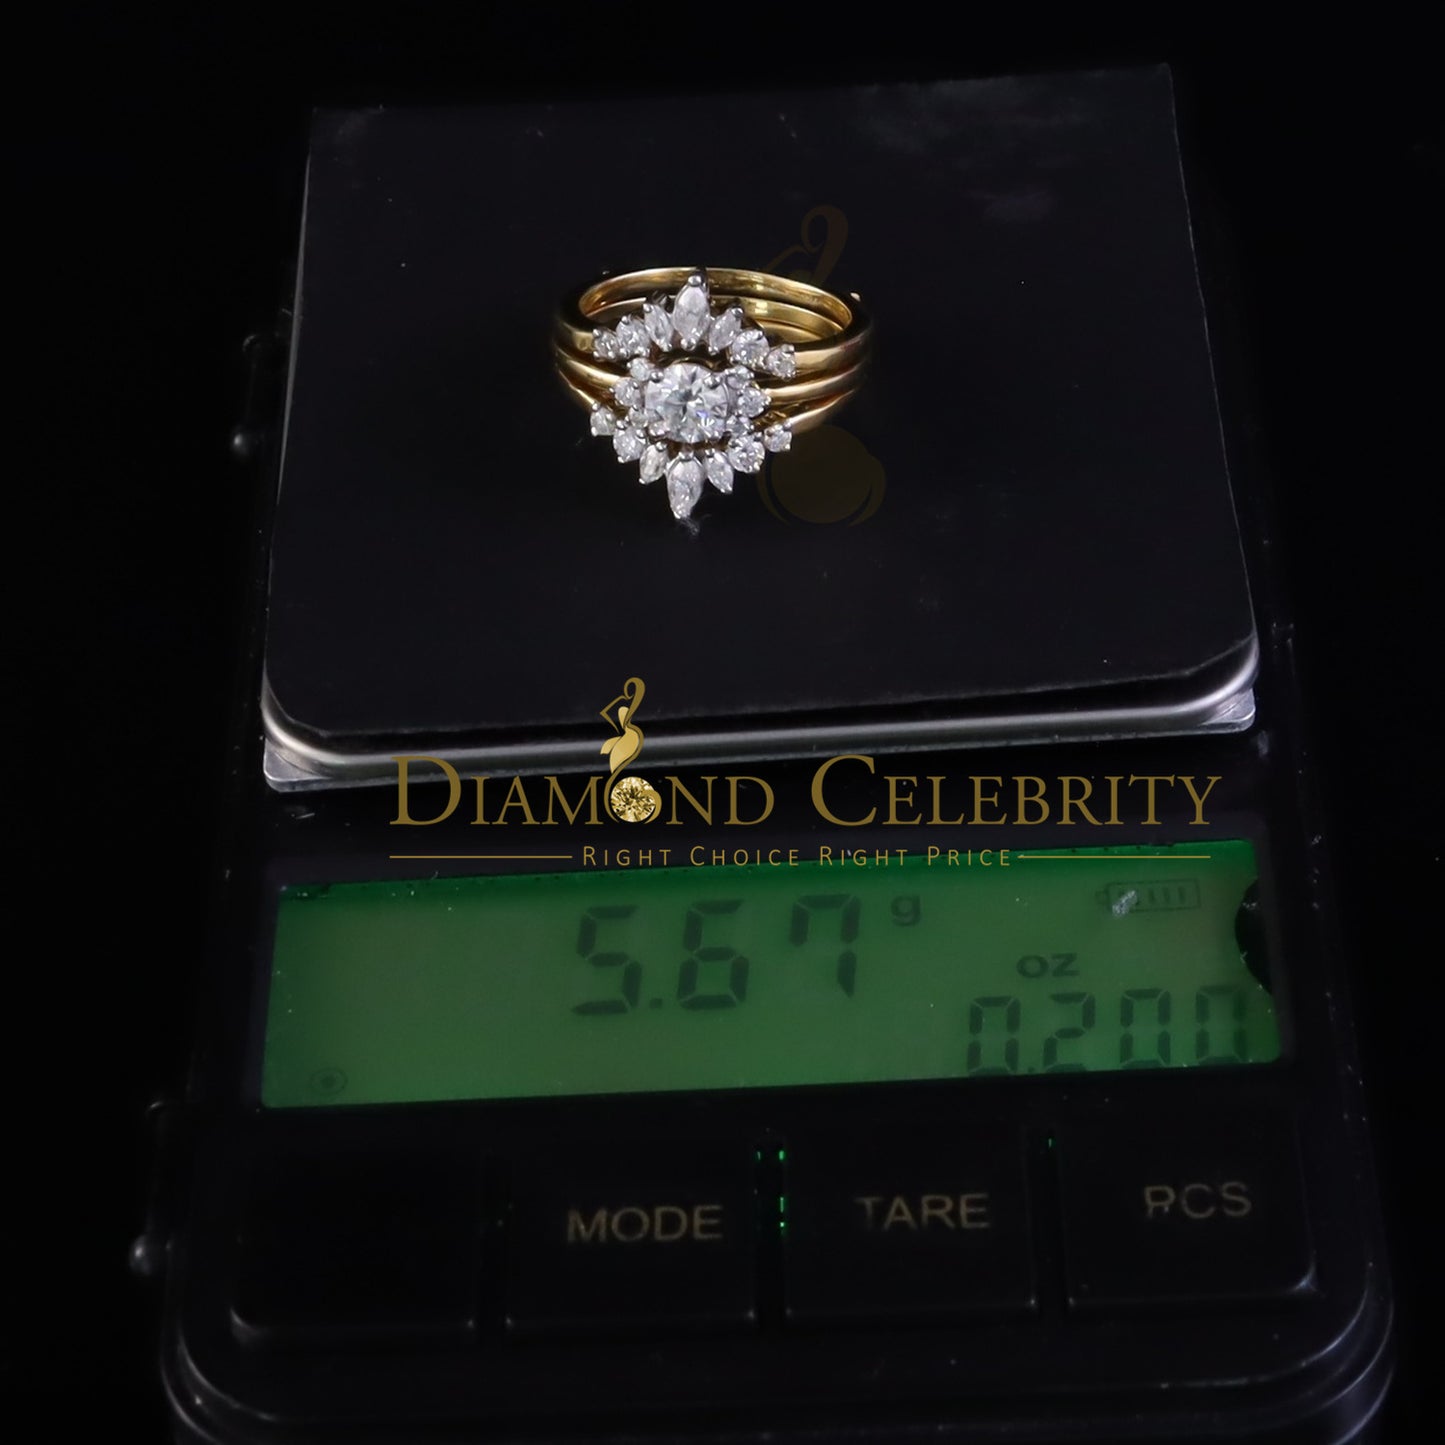 DIAMOND CELEBRITY
RIGHT CHOICE RIGHT PRICE
5.67 g
oz
0.200
MODE TARE PCS